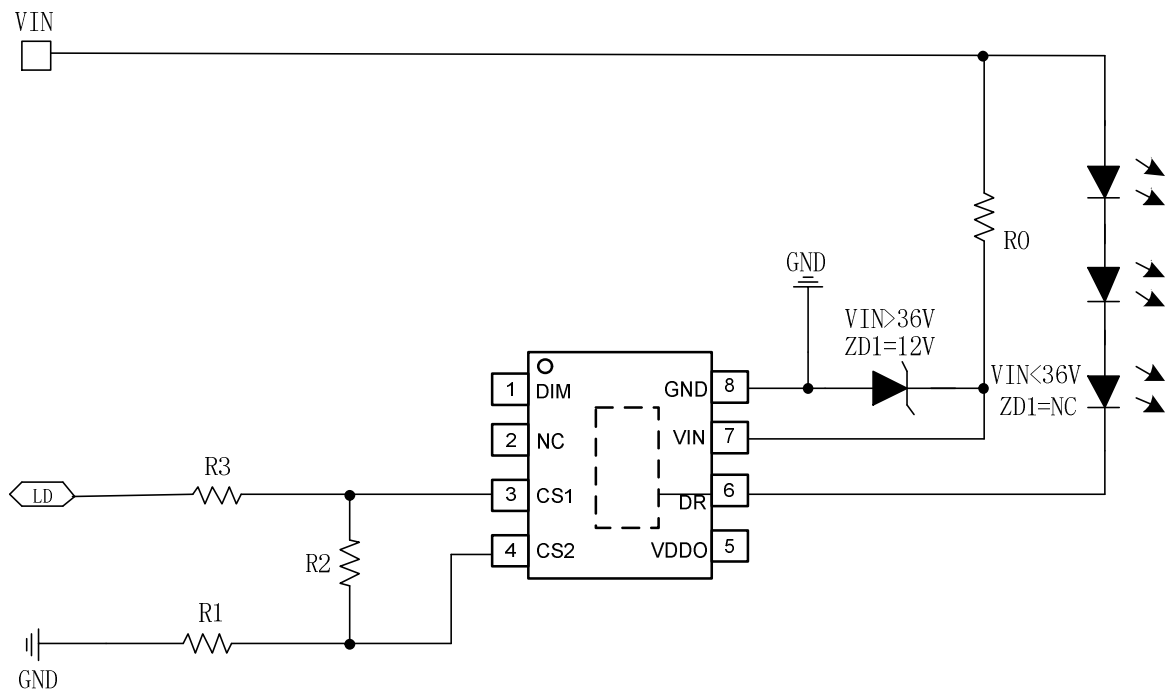 VIN
R0
GND
VIN>36V
ZD1=12V
VIN<36V
ZD1=NC
1 DIM
GND 8
2 NC
VIN 7
R3
LD
3 CS1
DR 6
4 CS2
VDDO 5
R2
R1
GND